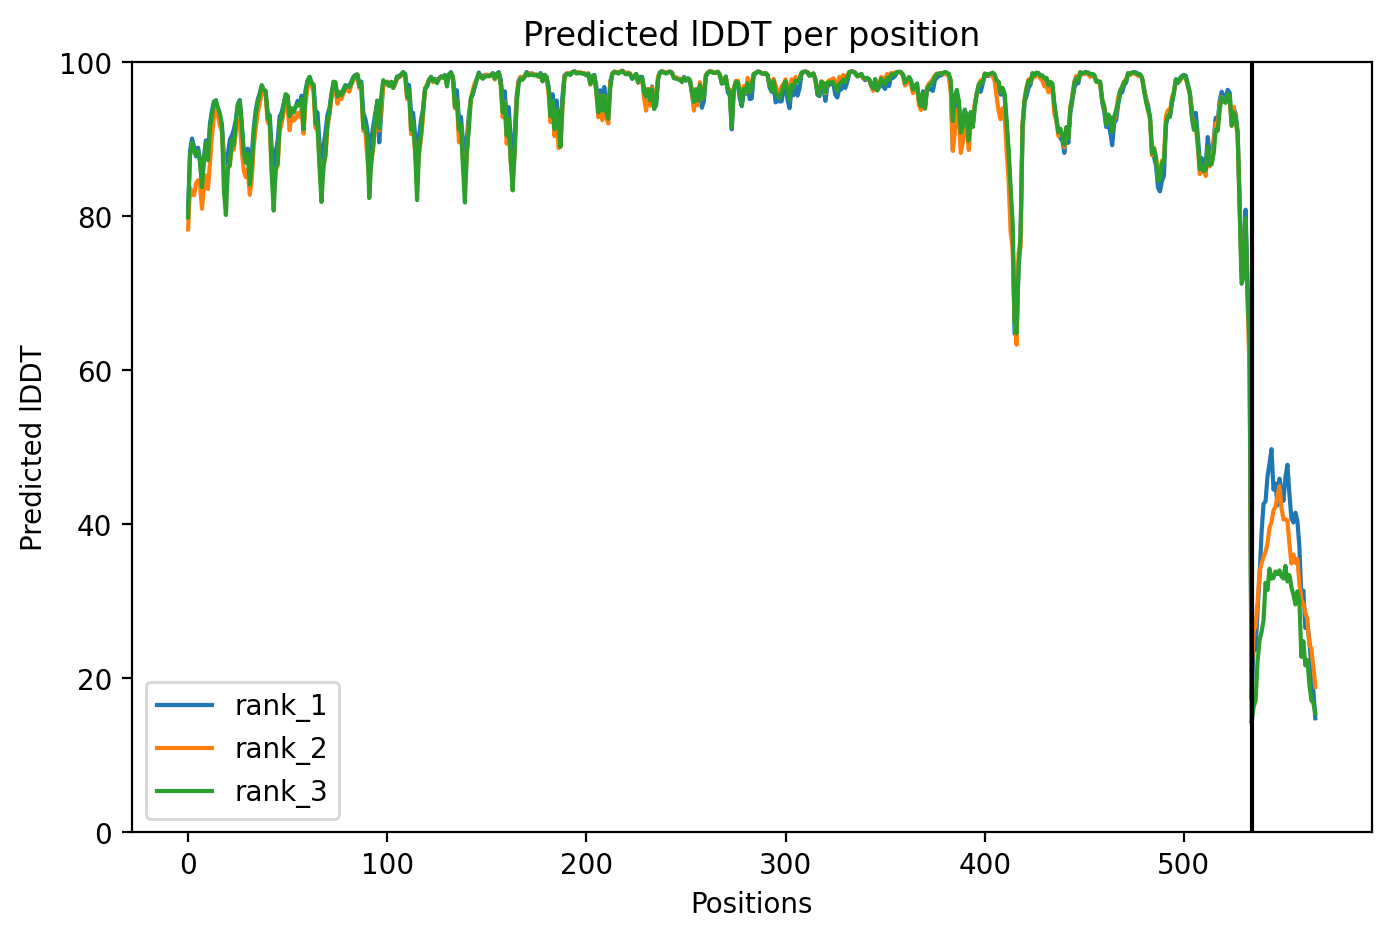 Predicted lDDT per position
Predicted lDDT
100
80
60
40
20
0
rank_1
rank_2
rank_3
0 100 200 300 400 500
Positions